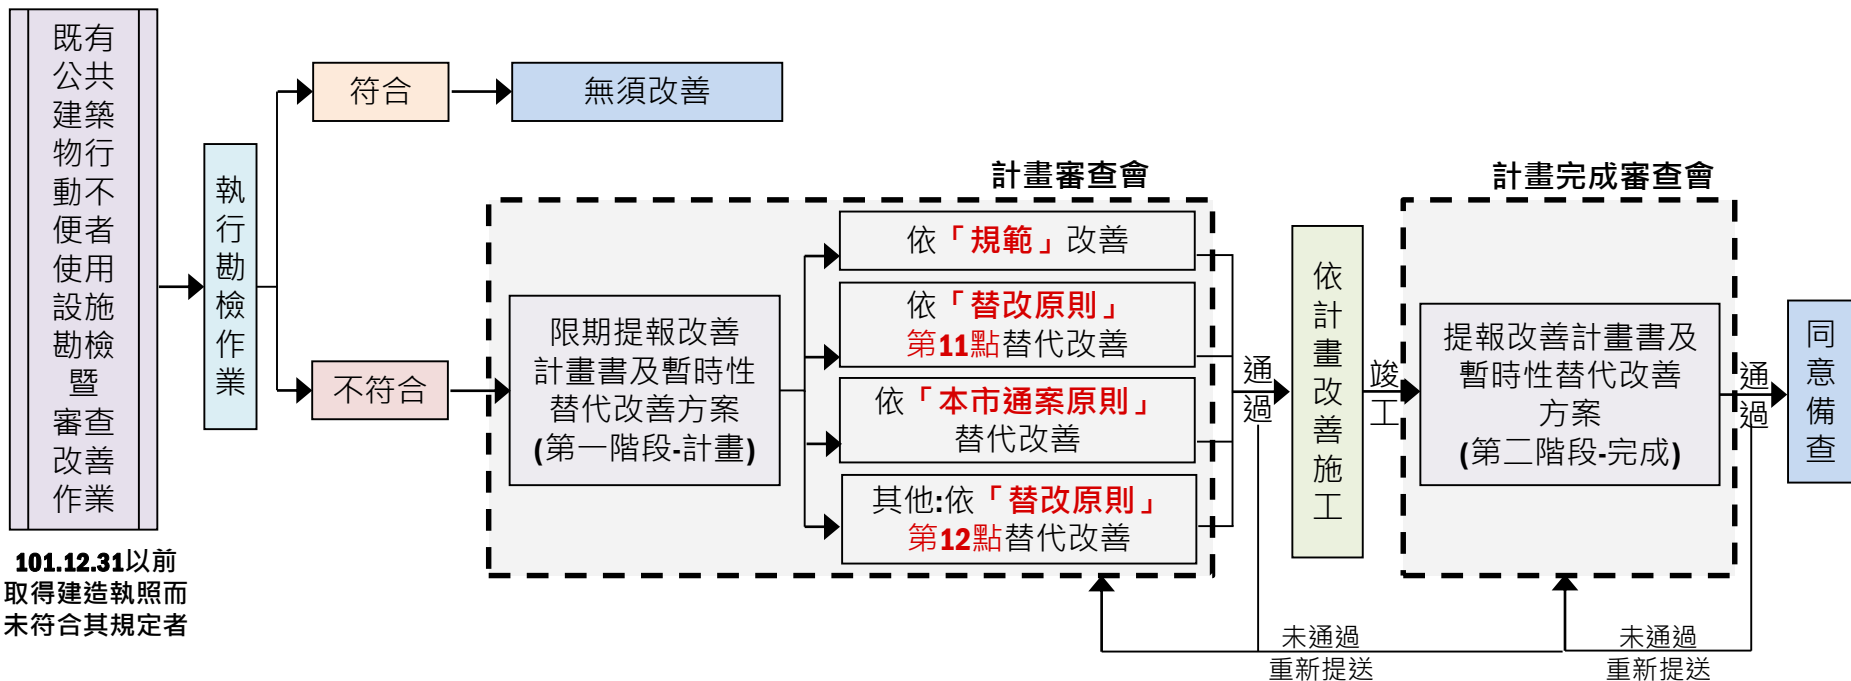 既有
公共
建築
物行
動不
便者
使用
設施
勘檢
暨
審查
改善
作業
101.12.31以前
取得建造執照而
未符合其規定者
執行勘檢作業
符合
無須改善
不符合
計畫審查會
限期提報改善
計畫書及暫時性
替代改善方案
(第一階段-計畫)
依「規範」改善
依「替改原則」
第11點替代改善
依「本市通案原則」
替代改善
其他:依「替改原則」
第12點替代改善
通過
未通過
重新提送
依計畫改善施工
竣工
計畫完成審查會
提報改善計畫書及
暫時性替代改善
方案
(第二階段-完成)
通過
未通過
重新提送
同意備查